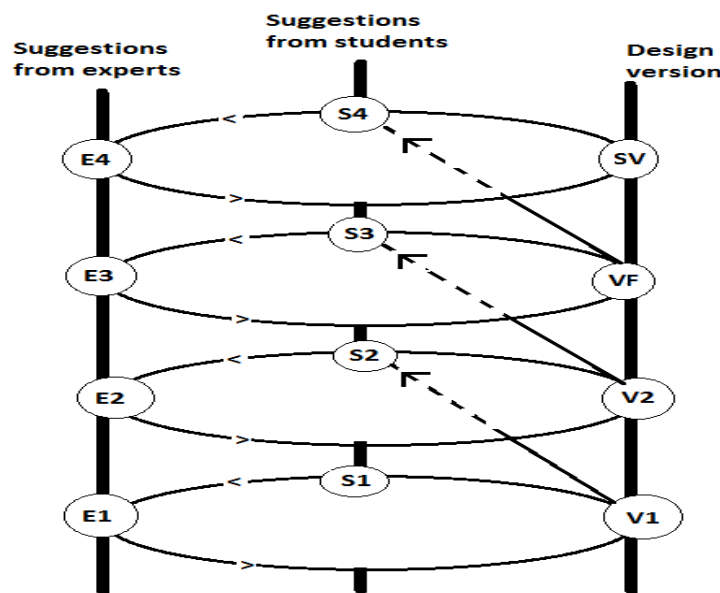 Suggestions
from experts
Suggestions
from students
Design
version
S4
<
E4
SV
>
S3
<
E3
VF
>
S2
<
E2
V2
>
S1
<
E1
V1
>